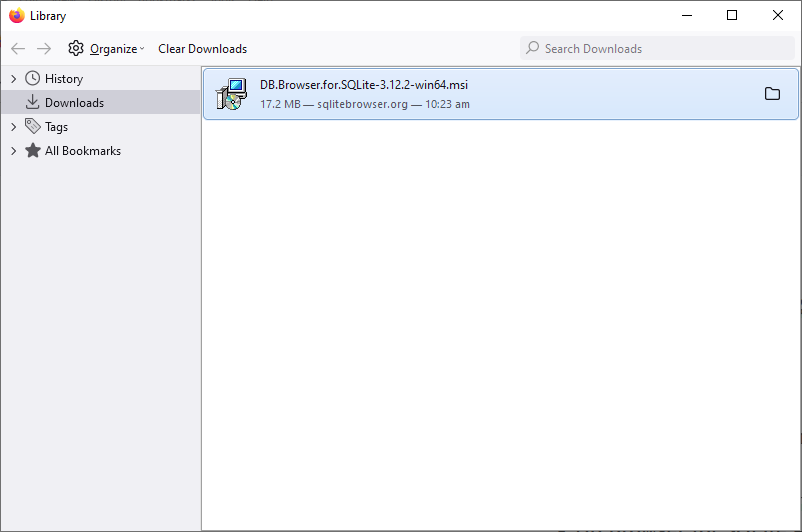 Library
Organize
Clear Downloads
Search Downloads
History
Downloads
Tags
All Bookmarks
DB.Browser.for.SQLite-3.12.2-win64.msi
17.2 MB — sqlitebrowser.org — 10:23 am